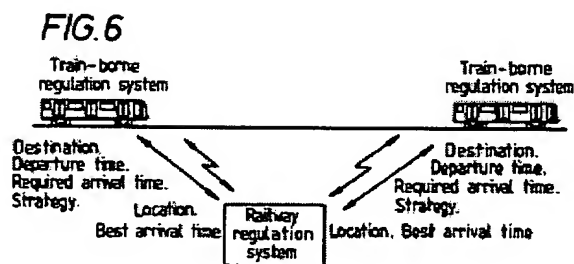 FIG.6
Train-borne
regulation system
Train-borne
regulation system
Destination.
Departure time.
Required arrival time.
Strategy.
Location.
Best arrival time
Railway
regulation
system
Destination.
Departure time,
Required arrival time.
Strategy.
Location, Best arrival time